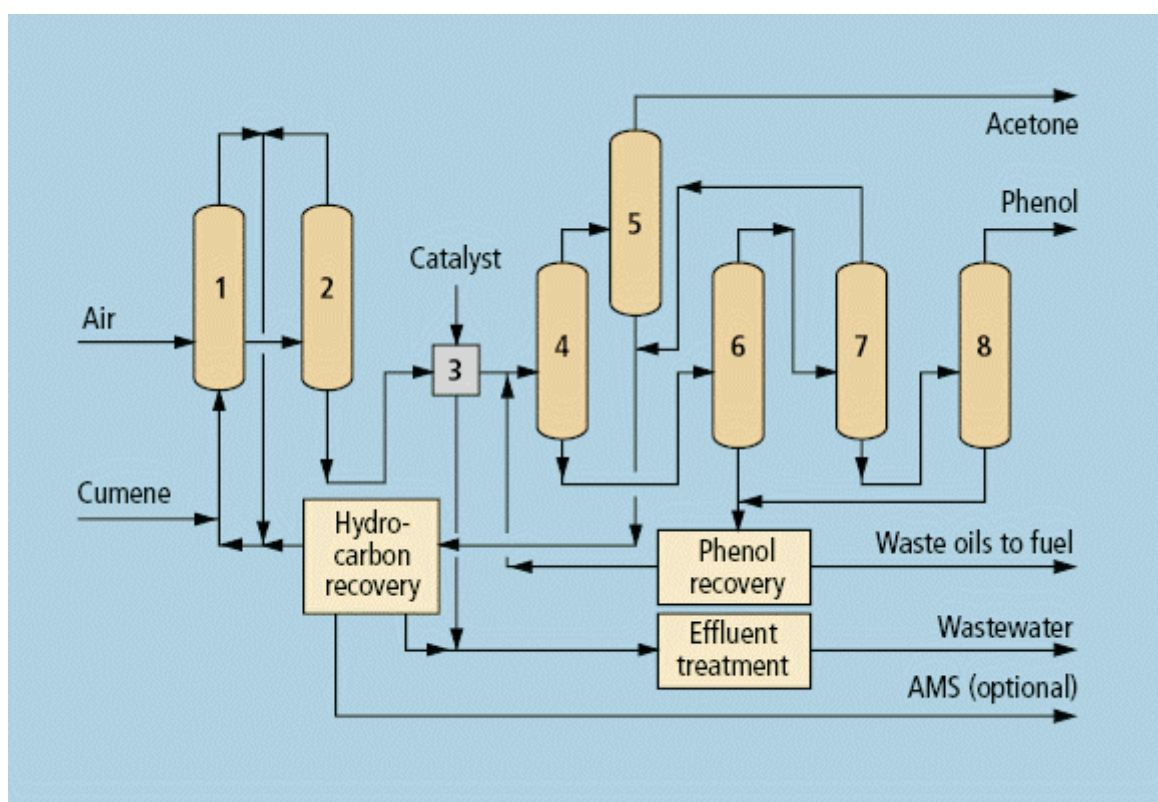 Acetone
Phenol
5
Catalyst
1
2
Air
3
4
6
7
8
Cumene
Hydro-
carbon
recovery
Phenol
recovery
Waste oils to fuel
Effluent
treatment
Wastewater
AMS (optional)